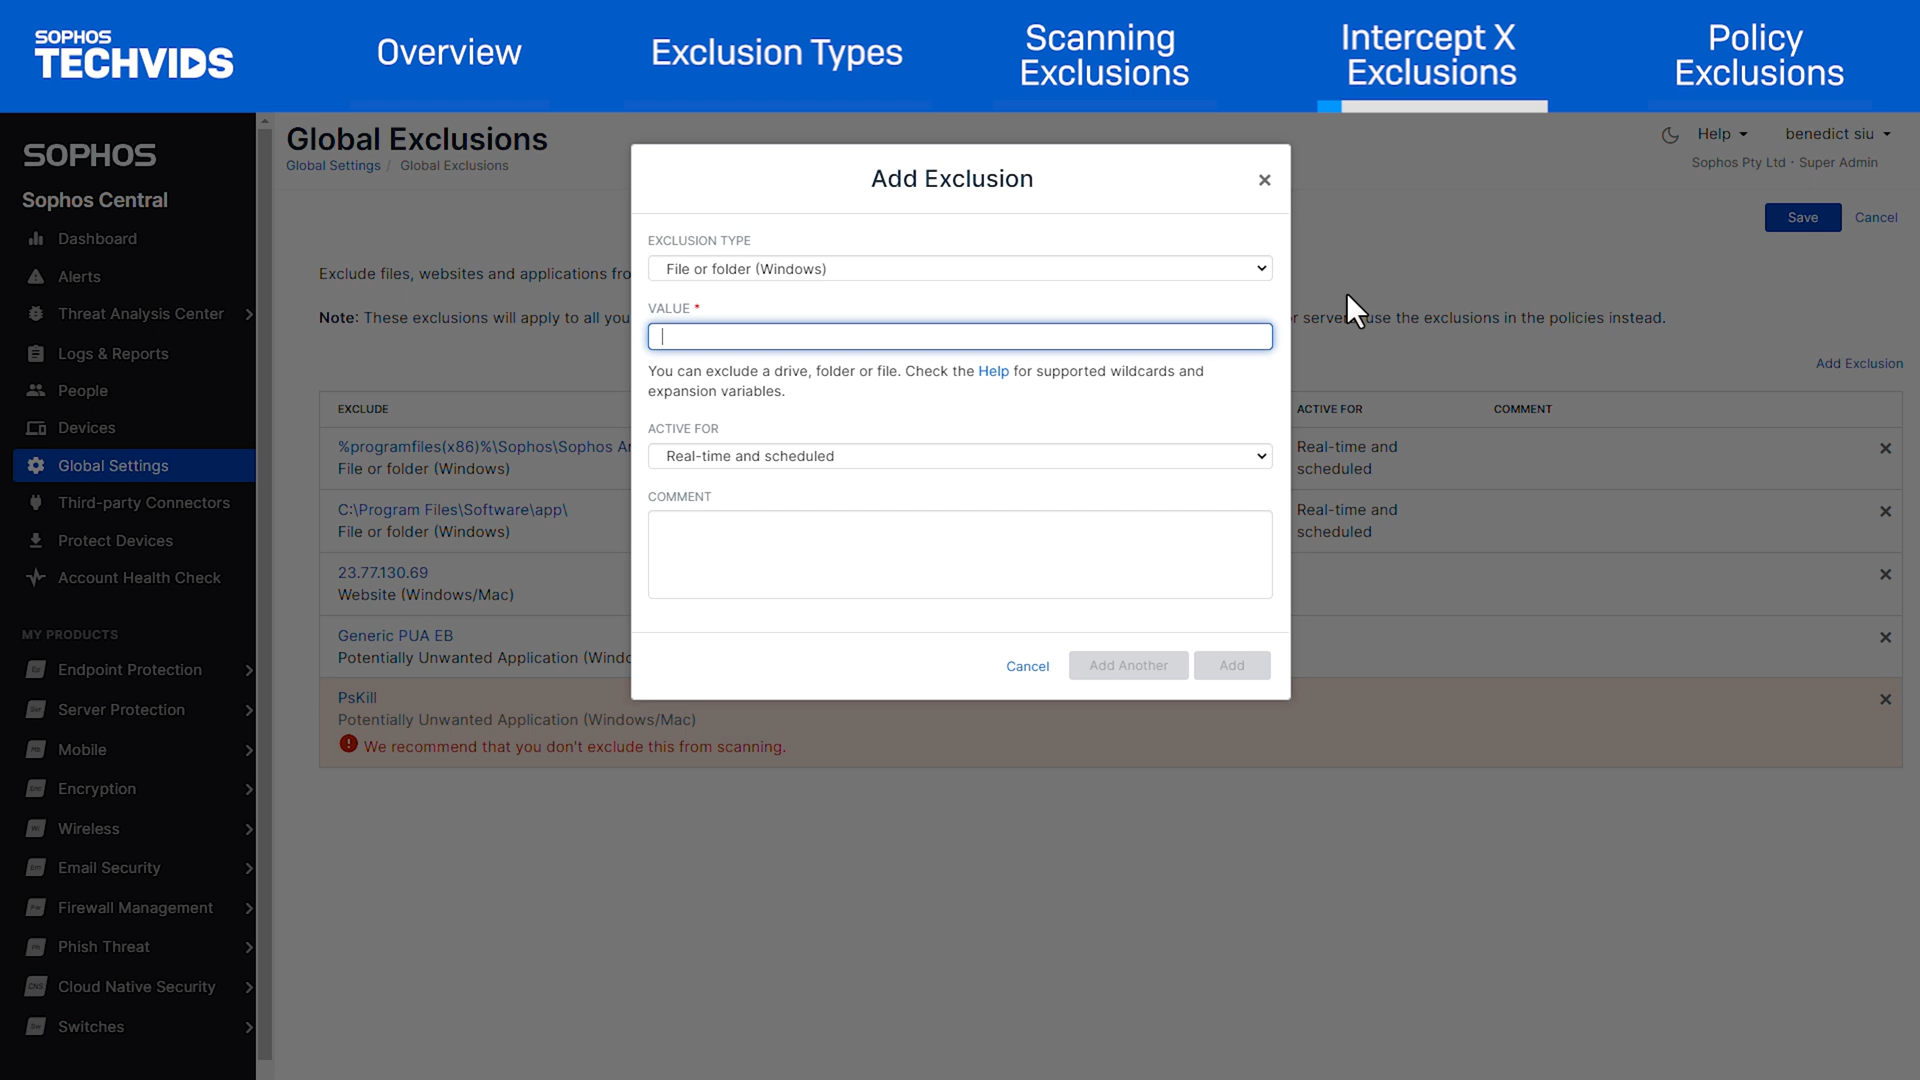 SOPHOS
TECHVIDS
Overview
Exclusion Types
Scanning
Exclusions
Intercept X
Exclusions
Policy
Exclusions
SOPHOS
Sophos Central
Dashboard
Alerts
Threat Analysis Center
Logs & Reports
People
Devices
Global Settings
Third-party Connectors
Protect Devices
Account Health Check
MY PRODUCTS
Endpoint Protection
Server Protection
Mobile
Encryption
Wireless
Email Security
Firewall Management
Phish Threat
Cloud Native Security
Switches
Global Exclusions
Global Settings / Global Exclusions
Help
benedict siu
Sophos Pty Ltd · Super Admin
Save
Cancel
Exclude files, websites and applications
Note: These exclusions will apply to all
use the exclusions in the policies instead.
Add Exclusion
EXCLUDE
ACTIVE FOR
COMMENT
%programfiles(x86)%\Sophos\Sophos
File or folder (Windows)
Real-time and
scheduled
C:\Program Files\Software\app\
File or folder (Windows)
Real-time and
scheduled
23.77.130.69
Website (Windows/Mac)
Generic PUA EB
Potentially Unwanted Application
PsKill
Potentially Unwanted Application (Windows/Mac)
We recommend that you don't exclude this from scanning.
Add Exclusion
EXCLUSION TYPE
File or folder (Windows)
VALUE *
You can exclude a drive, folder or file. Check the Help for supported wildcards and
expansion variables.
ACTIVE FOR
Real-time and scheduled
COMMENT
Cancel
Add Another
Add